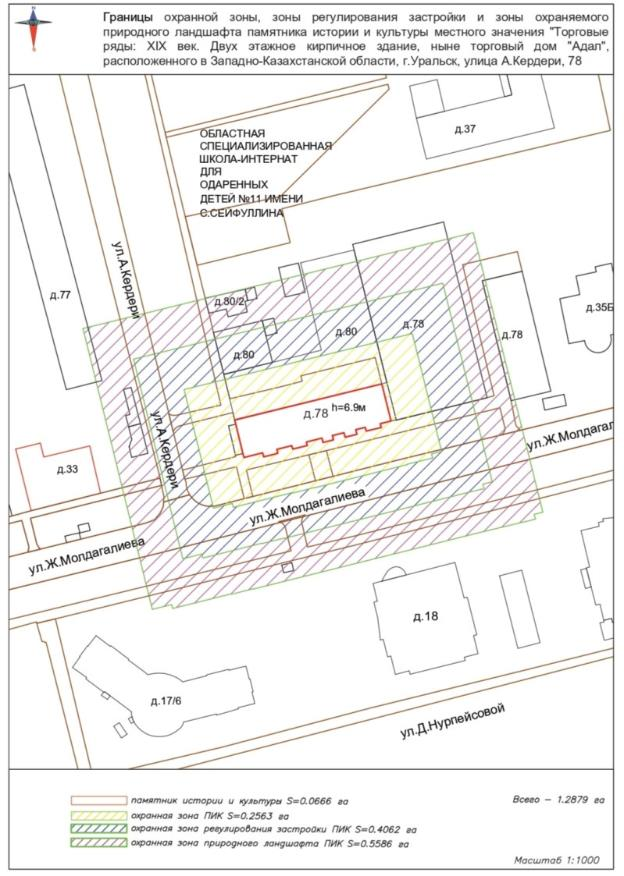 Границы охранной зоны, зоны регулирования застройки и зоны охраняемого
природного ландшафта памятника истории и культуры местного значения "Торговые
ряды: XIX век. Двух этажное кирпичное здание, ныне торговый дом "Адал",
расположенного в Западно-Казахстанской области, г.Уральск, улица А.Кердери, 78
д.37
ОБЛАСТНАЯ
СПЕЦИАЛИЗИРОВАННАЯ
ШКОЛА-ИНТЕРНАТ
ДЛЯ
ОДАРЕННЫХ
ДЕТЕЙ №11 ИМЕНИ
С.СЕЙФУЛЛИНА
ул.А.Кердери
д.77
д.80/2
д.35Б
д.80
д.73
д.78
д.80
д.78 h=6.9м
ул.А.Кердери
ул.Ж.Молдагал
д.33
ул.Ж.Молдагалиева
ул.Ж.Молдагалиева
д.18
д.17/6
ул.Д.Нурпейсовой
памятник истории и культуры S=0.0666 га
Всего – 1.2879 га
охранная зона ПИК S=0.2563 га
охранная зона регулирования застройки ПИК S=0.4062 га
охранная зона природного ландшафта ПИК S=0.5586 га
Масштаб 1:1000